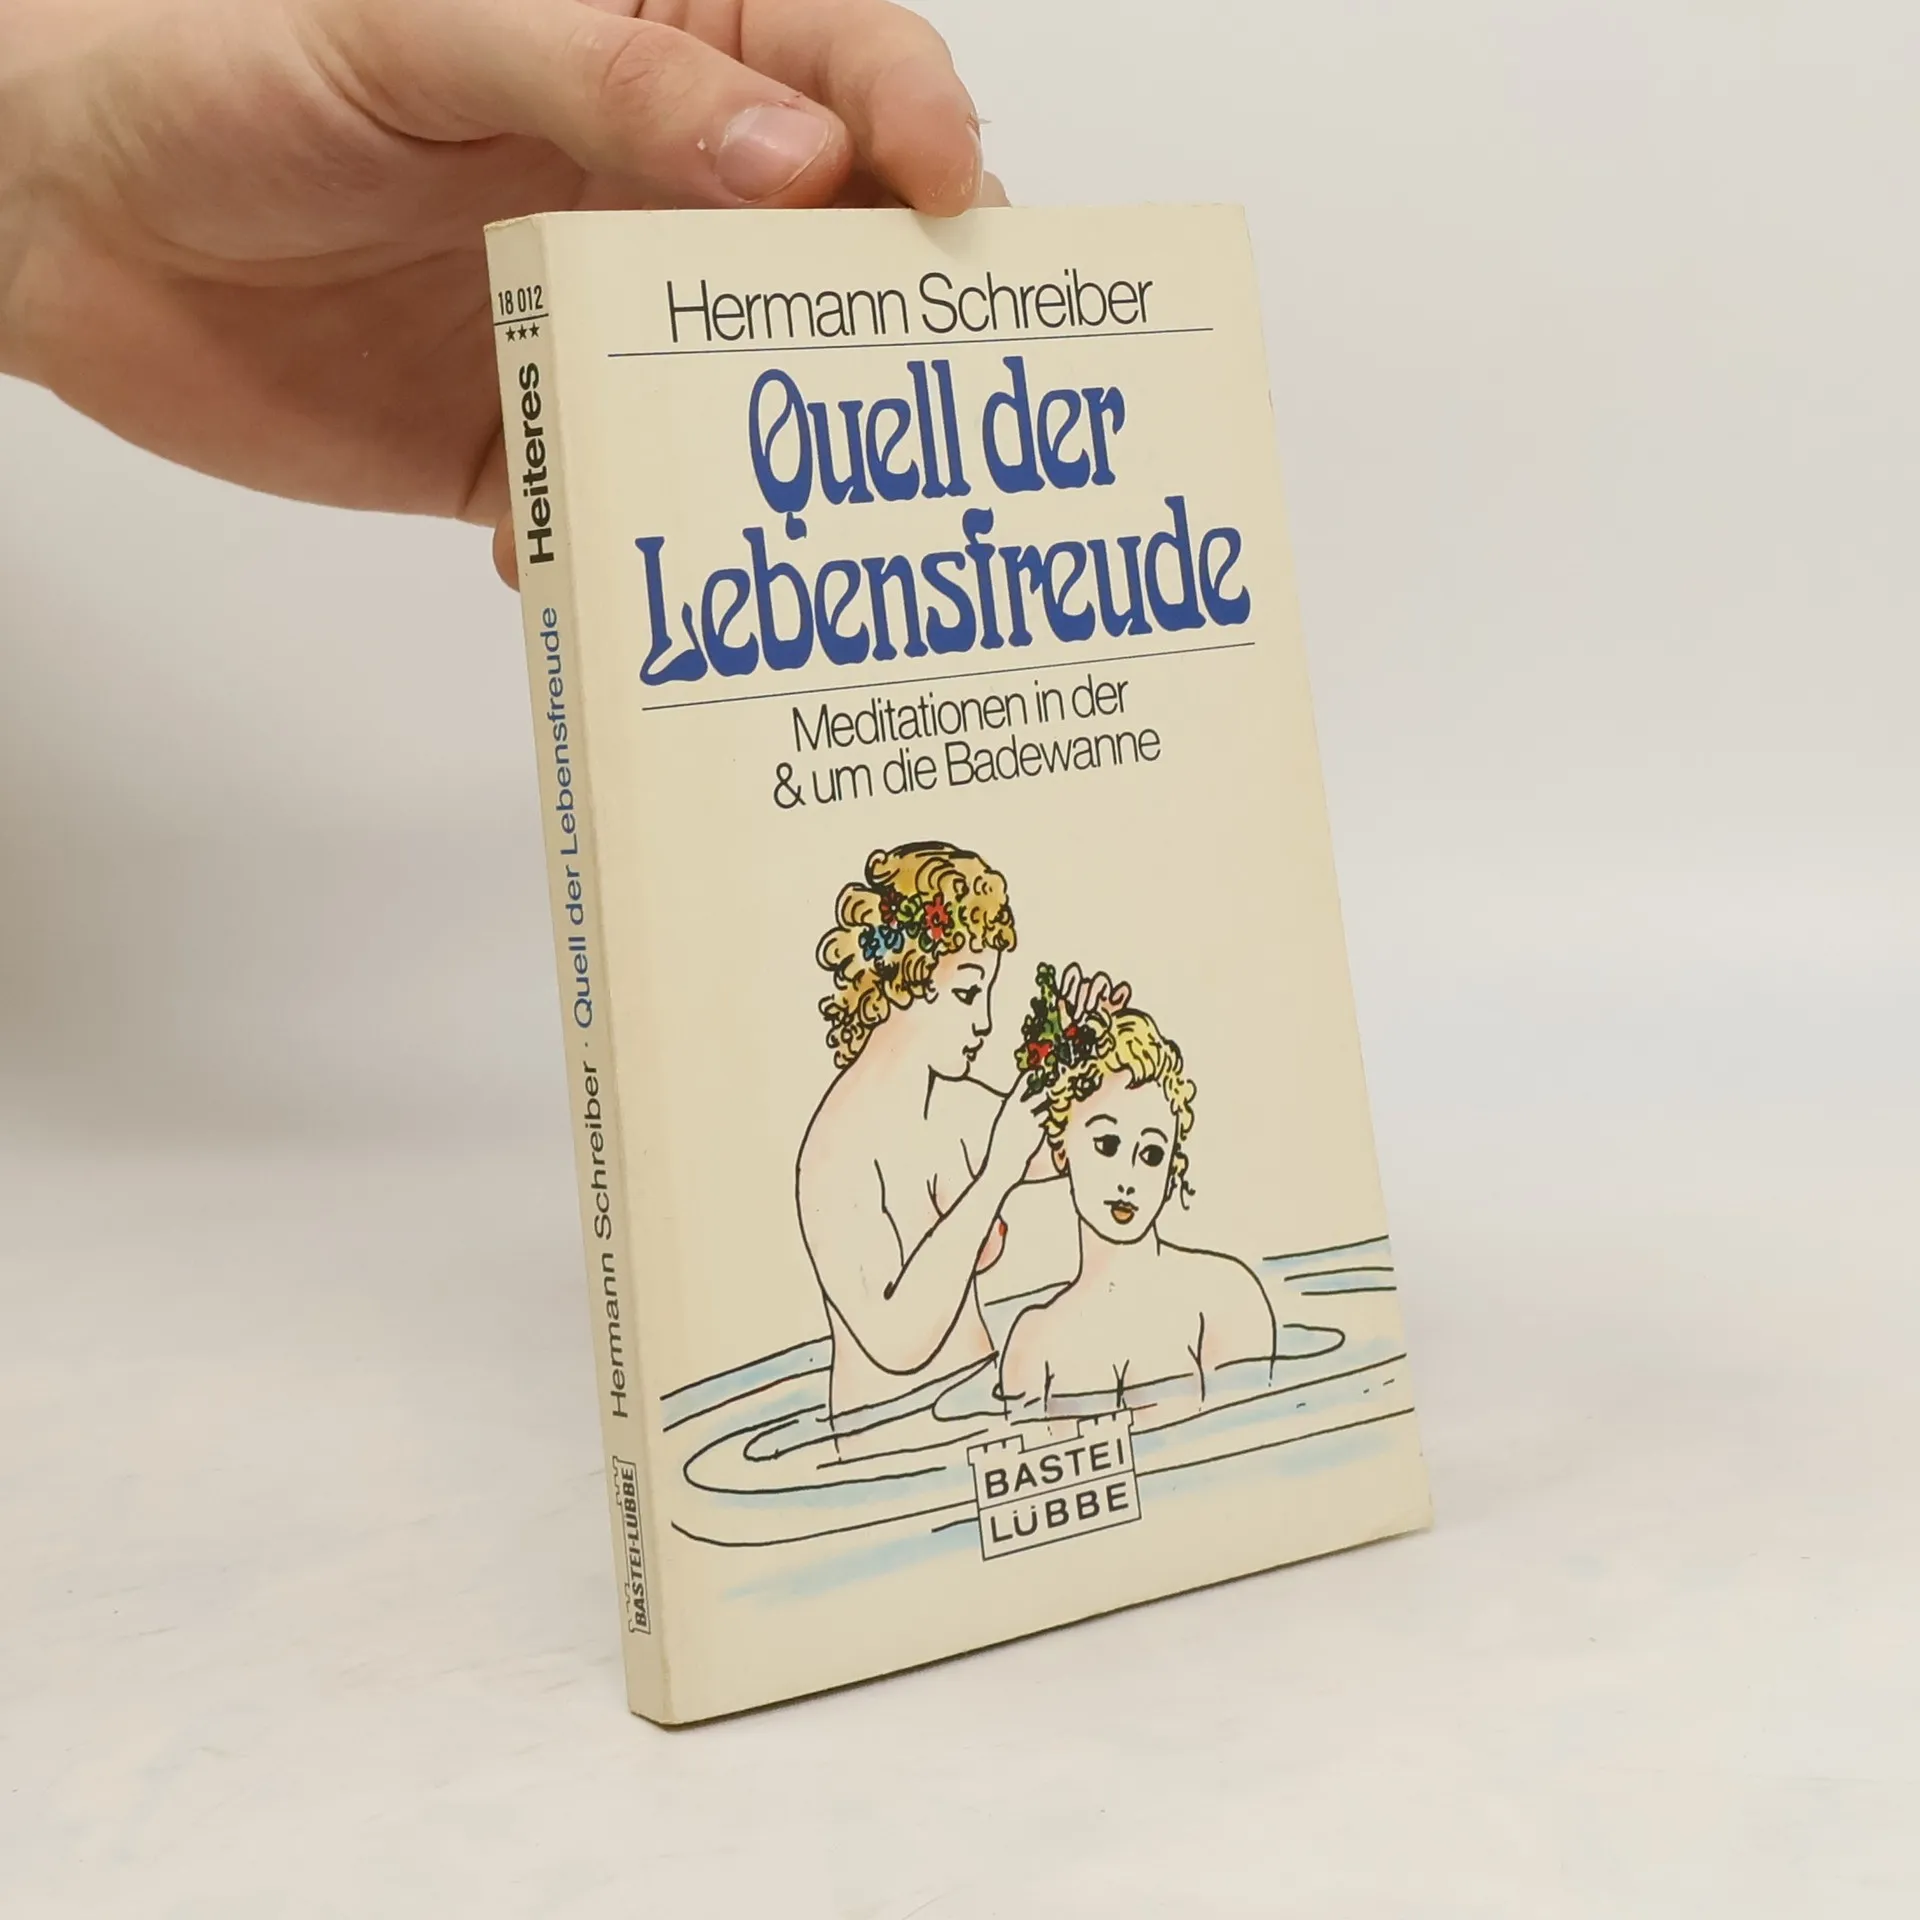 Hermann Schreiber
Quell der
Lebensfreude
Meditationen in der
& um die Badewanne
BASTEI
LÜBBE
18 012
★★★
Heiteres
Hermann Schreiber · Quell der Lebensfreude
BASTEI-LÜBBE